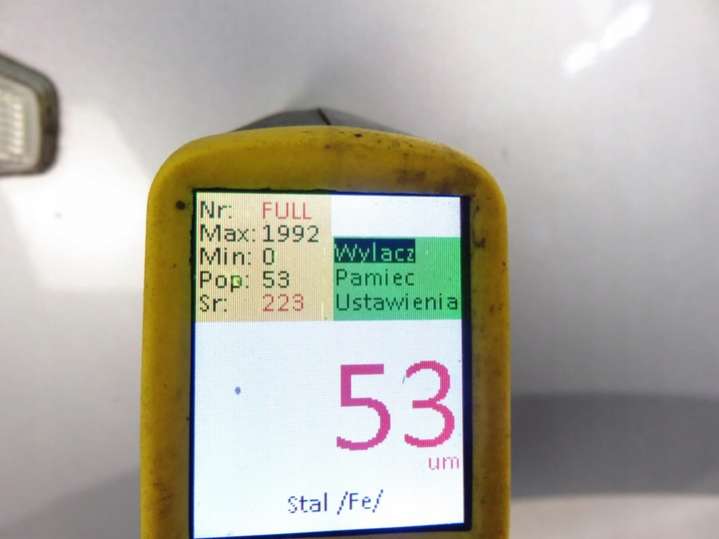 Nr: FULL
Max: 1992
Min: 0
Pop: 53
Sr: 223
Wylacz
Pamiec
Ustawienia
53
um
Stal /Fe/